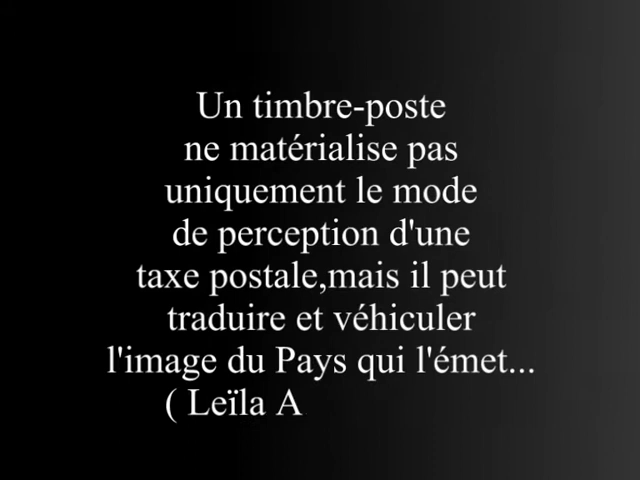 Un timbre-poste
ne matérialise pas
uniquement le mode
de perception d'une
taxe postale,mais il peut
traduire et véhiculer
l'image du Pays qui l'émet...
( Leïla A